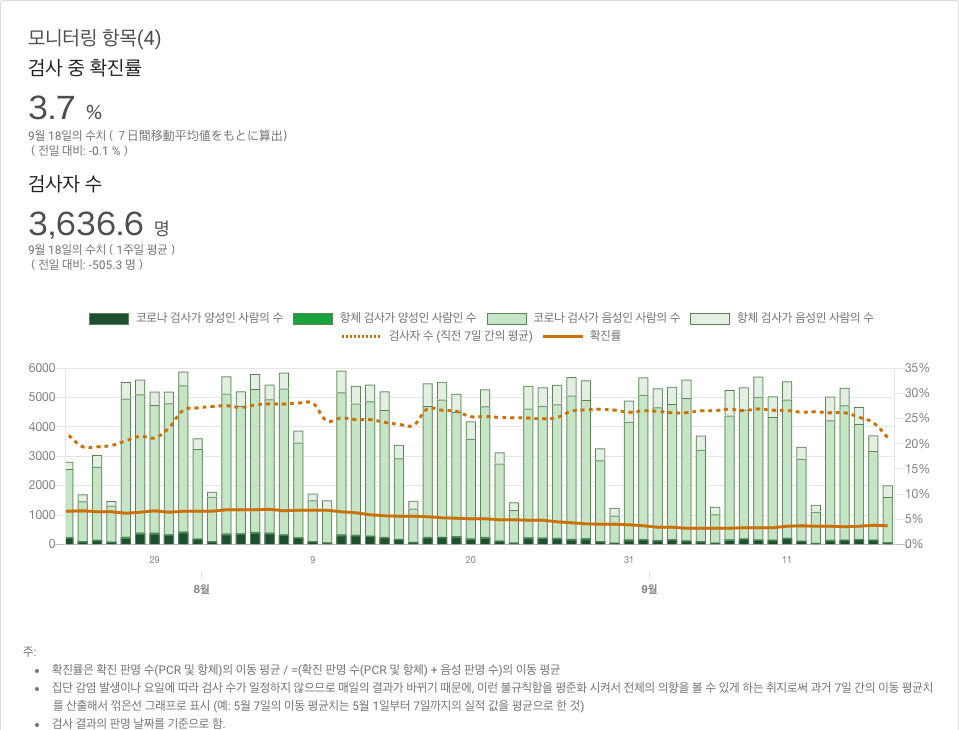 모니터링 항목(4)
검사 중 확진률
3.7 %
9월 18일의 수치 ( 7日間移動平均値をもとに算出)
( 전일 대비: -0.1 % )
검사자 수
3,636.6 명
9월 18일의 수치 ( 1주일 평균 )
( 전일 대비: -505.3 명 )
코로나 검사가 양성인 사람의 수 항체 검사가 양성인 사람인 수 코로나 검사가 음성인 사람의 수 항체 검사가 음성인 사람의 수
검사자 수 (직전 7일 간의 평균) 확진률
6000 35%
5000 30%
4000 25%
3000 20%
2000 15%
1000 10%
0 5%
0%
29 9 20 31 11
8월 9월
주:
확진률은 확진 판명 수(PCR 및 항체)의 이동 평균 / =(확진 판명 수(PCR 및 항체) + 음성 판명 수)의 이동 평균
집단 감염 발생이나 요일에 따라 검사 수가 일정하지 않으므로 매일의 결과가 바뀌기 때문에, 이런 불규칙함을 평준화 시켜서 전체의 의향을 볼 수 있게 하는 취지로써 과거 7일 간의 이동 평균치
를 산출해서 꺾은선 그래프로 표시 (예: 5월 7일의 이동 평균치는 5월 1일부터 7일까지의 실적 값을 평균으로 한 것)
검사 결과의 판명 날짜를 기준으로 함.